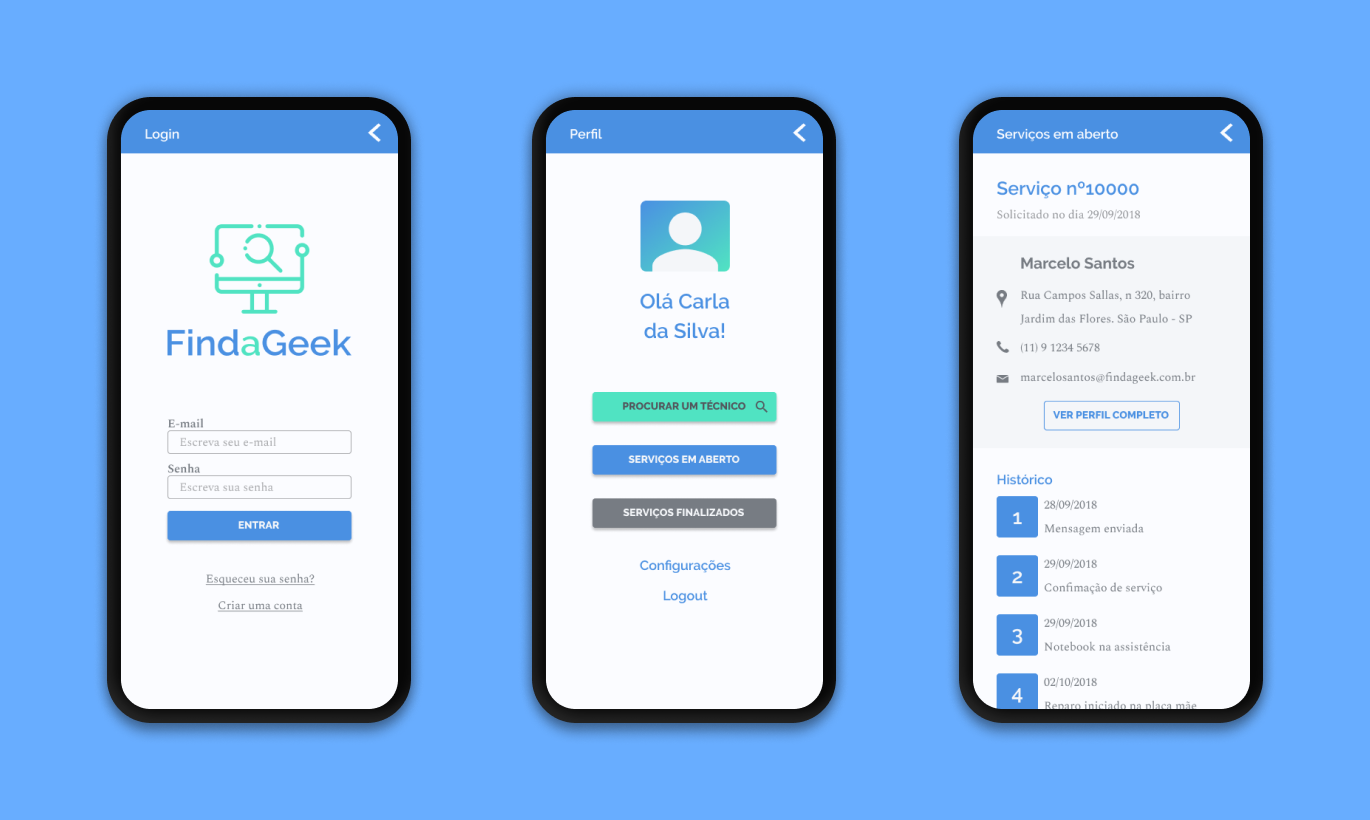 Login
FindaGeek
E-mail
Escreva seu e-mail
Senha
Escreva sua senha
ENTRAR
Esqueceu sua senha?
Criar uma conta
Perfil
Olá Carla
da Silva!
PROCURAR UM TÉCNICO
SERVIÇOS EM ABERTO
SERVIÇOS FINALIZADOS
Configurações
Logout
Serviços em aberto
Serviço nº10000
Solicitado no dia 29/09/2018
Marcelo Santos
Rua Campos Sallas, n 320, bairro
Jardim das Flores. São Paulo - SP
(11) 9 1234 5678
marcelosantos@findageek.com.br
VER PERFIL COMPLETO
Histórico
1
28/09/2018
Mensagem enviada
2
29/09/2018
Confimação de serviço
3
29/09/2018
Notebook na assistência
4
02/10/2018
Reparo iniciado na placa mãe